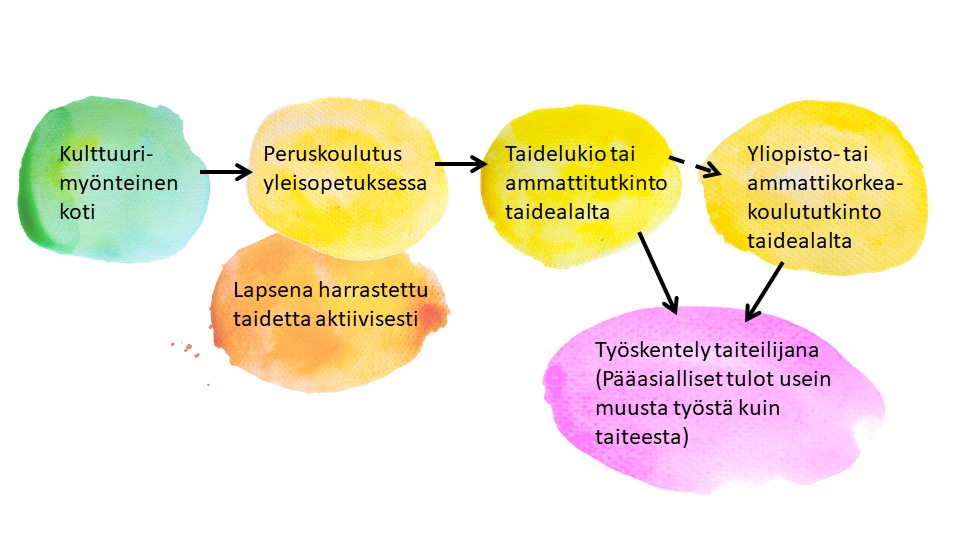 Kulttuuri-
myönteinen
koti
Peruskoulutus
yleisopetuksessa
Lapsena harrastettu
taidetta aktiivisesti
Taidelukio tai
ammattitutkinto
taidealalta
Yliopisto- tai
ammattikorkea-
koulututkinto
taidealalta
Työskentely taiteilijana
(Pääasialliset tulot usein
muusta työstä kuin
taiteesta)